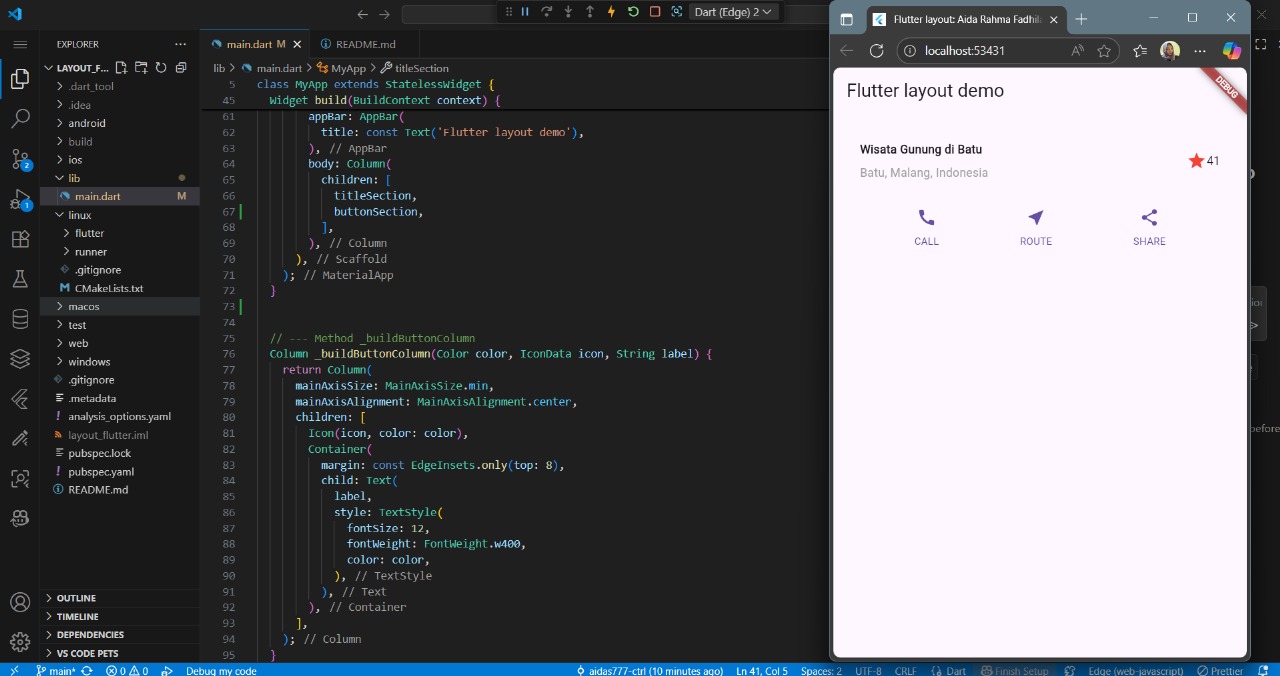 Dart (Edge) 2
EXPLORER
LAYOUT_F...
.dart_tool
.idea
android
build
ios
lib
main.dart M
linux
flutter
runner
.gitignore
CMakeLists.txt
macos
test
web
windows
.gitignore
.metadata
analysis_options.yaml
layout_flutter.iml
pubspec.lock
pubspec.yaml
README.md
OUTLINE
TIMELINE
DEPENDENCIES
VS CODE PETS
2
1
main.dart M
README.md
lib > main.dart > MyApp > titleSection
5 class MyApp extends StatelessWidget {
45 Widget build(BuildContext context) {
61 appBar: AppBar(
62 title: const Text('Flutter layout demo'),
63 ), // AppBar
64 body: Column(
65 children: [
66 titleSection,
67 buttonSection,
68 ],
69 ), // Column
70 ), // Scaffold
71 ); // MaterialApp
72 }
73
74
75 // --- Method _buildButtonColumn
76 Column _buildButtonColumn(Color color, IconData icon, String label) {
77 return Column(
78 mainAxisSize: MainAxisSize.min,
79 mainAxisAlignment: MainAxisAlignment.center,
80 children: [
81 Icon(icon, color: color),
82 Container(
83 margin: const EdgeInsets.only(top: 8),
84 child: Text(
85 label,
86 style: TextStyle(
87 fontSize: 12,
88 fontWeight: FontWeight.w400,
89 color: color,
90 ), // TextStyle
91 ), // Text
92 ), // Container
93 ],
94 ); // Column
95 }
Flutter layout: Aida Rahma Fadhil
localhost:53431
Flutter layout demo
DEBUG
Wisata Gunung di Batu
Batu, Malang, Indonesia
41
CALL ROUTE SHARE
before
main* 0 0 Debug my code aidas777-ctrl (10 minutes ago) Ln 41, Col 5 Spaces: 2 UTF-8 CRLF {} Dart Finish Setup Edge (web-javascript) Prettier